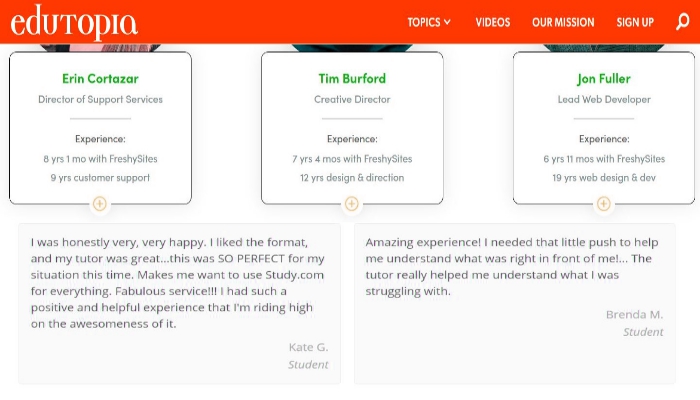 edutopia
TOPICS VIDEOS OUR MISSION SIGN UP
Erin Cortazar
Director of Support Services
Experience:
8 yrs 1 mo with FreshySites
9 yrs customer support
Tim Burford
Creative Director
Experience:
7 yrs 4 mos with FreshySites
12 yrs design & direction
Jon Fuller
Lead Web Developer
Experience:
6 yrs 11 mos with FreshySites
19 yrs web design & dev
I was honestly very, very happy. I liked the format,
and my tutor was great...this was SO PERFECT for my
situation this time. Makes me want to use Study.com
for everything. Fabulous service!!! I had such a
positive and helpful experience that I'm riding high
on the awesomeness of it.
Kate G.
Student
Amazing experience! I needed that little push to help
me understand what was right in front of me!... The
tutor really helped me understand what I was
struggling with.
Brenda M.
Student